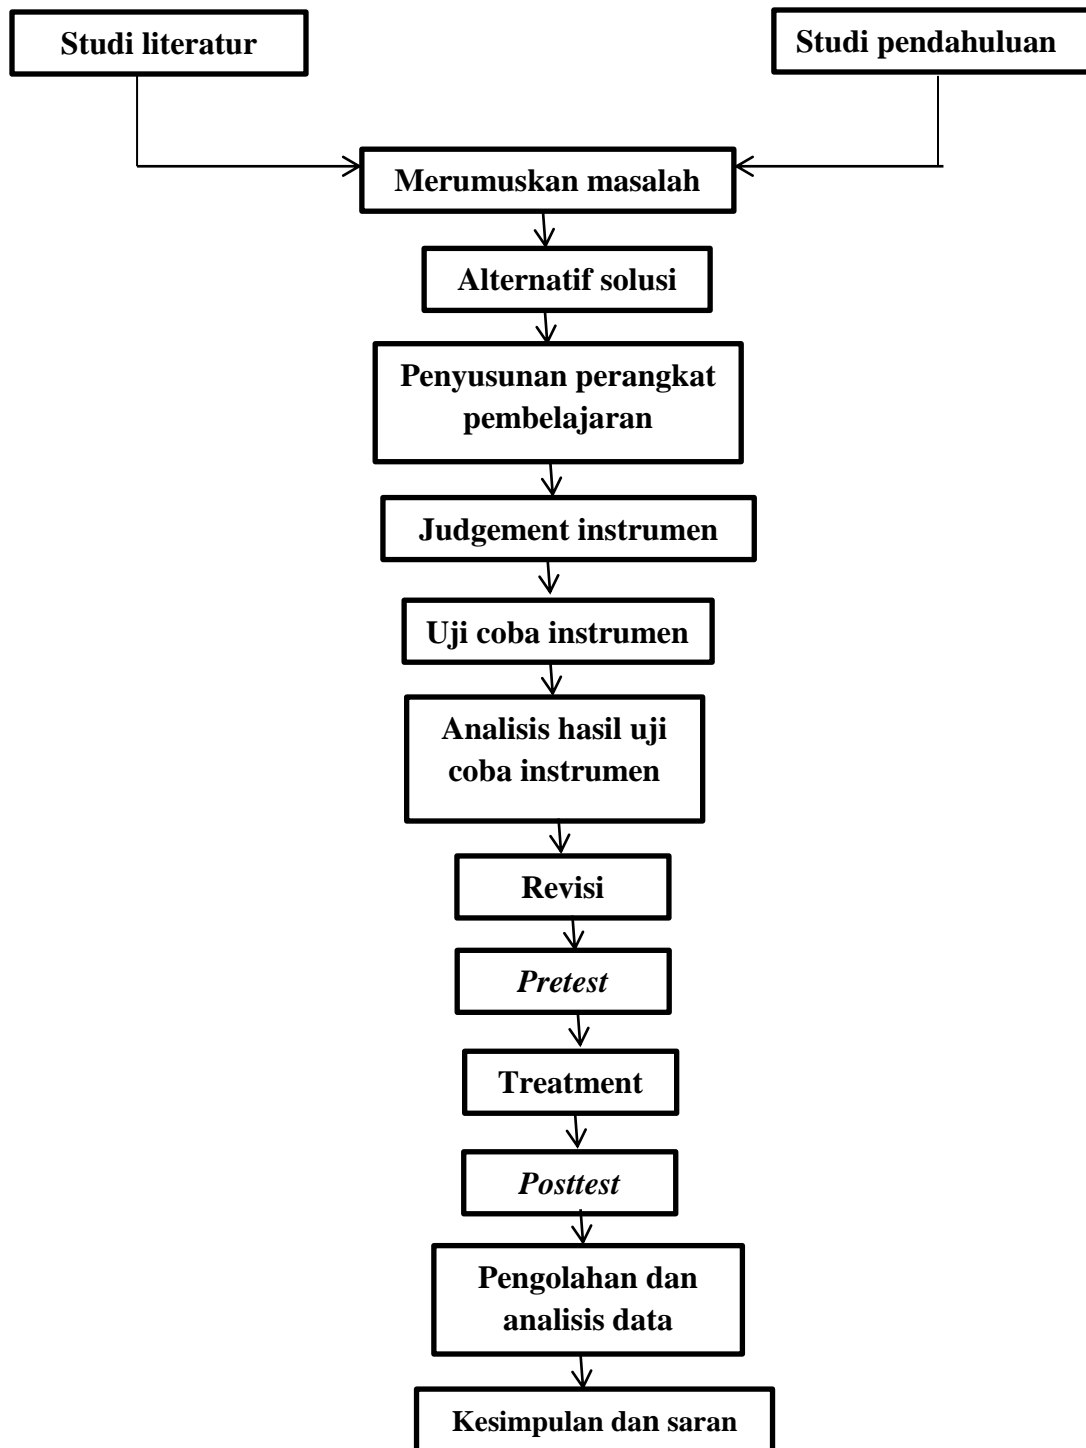 Studi literatur
Studi pendahuluan
Merumuskan masalah
Alternatif solusi
Penyusunan perangkat
pembelajaran
Judgement instrumen
Uji coba instrumen
Analisis hasil uji
coba instrumen
Revisi
Pretest
Treatment
Posttest
Pengolahan dan
analisis data
Kesimpulan dan saran